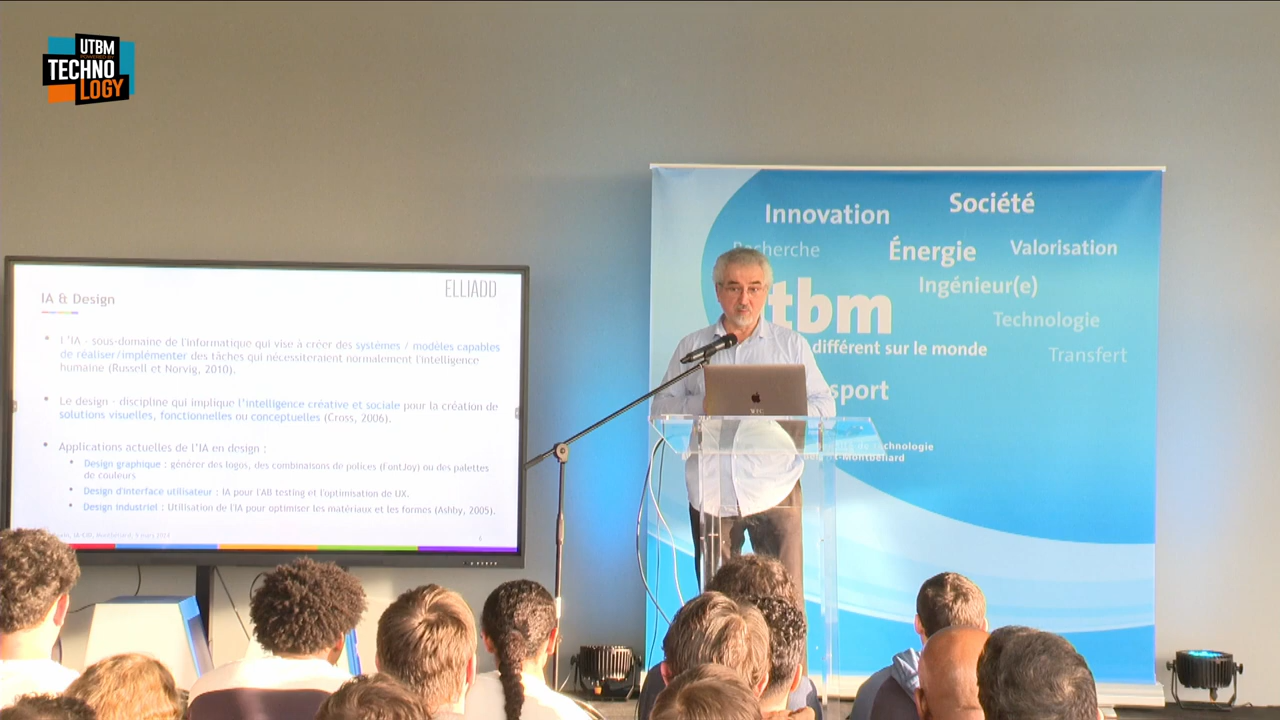 UTBM
TECHNO
LOGY
ELLIADD
IA & Design
L'IA - sous-domaine de l'informatique qui vise à créer des systèmes / modèles capables
de réaliser/implémenter des tâches qui nécessiteraient normalement l'intelligence
humaine (Russell et Norvig, 2010).
Le design - discipline qui implique l'intelligence créative et sociale pour la création de
solutions visuelles, fonctionnelles ou conceptuelles (Cross, 2006).
Applications actuelles de l'IA en design :
Design graphique : générer des logos, des combinaisons de polices (FontJoy) ou des palettes
de couleurs
Design d'interface utilisateur : IA pour l'AB testing et l'optimisation de UX.
Design industriel : Utilisation de l'IA pour optimiser les matériaux et les formes (Ashby, 2005).
Société
Innovation
Recherche
Énergie
Valorisation
Ingénieur(e)
tbm
Technologie
différent sur le monde
Transfert
sport
technologie
Montbéliard